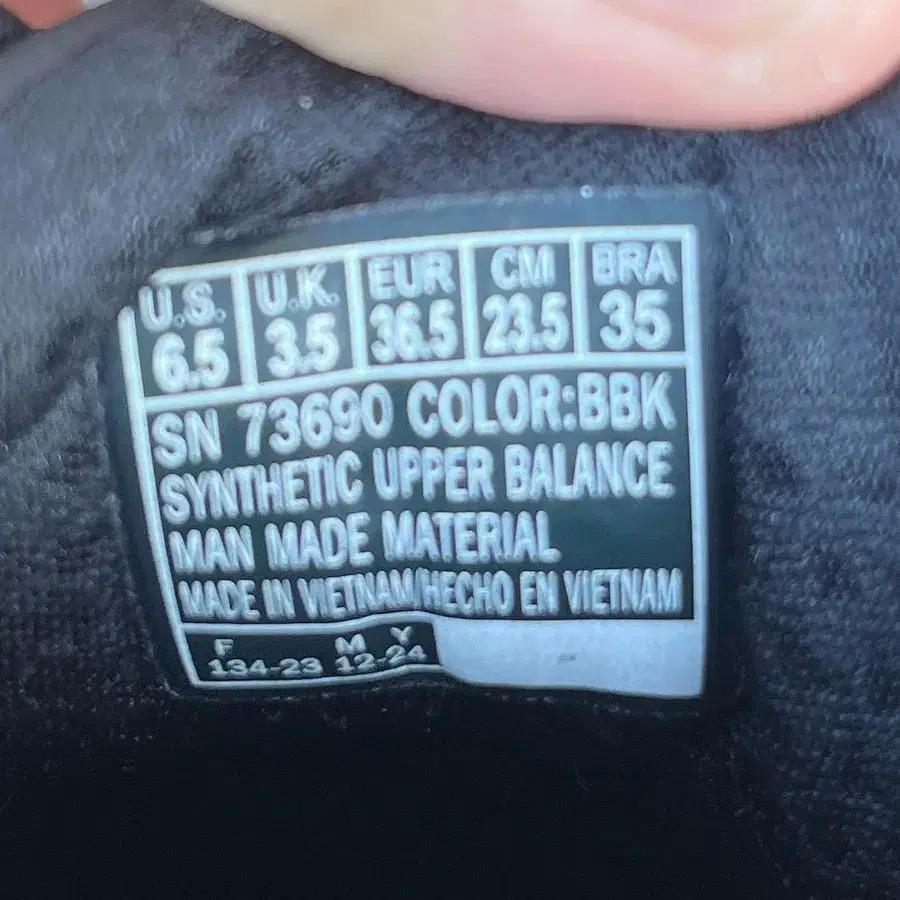 U.S. U.K. EUR CM BRA
6.5 3.5 36.5 23.5 35
SN 73690 COLOR:BBK
SYNTHETIC UPPER BALANCE
MAN MADE MATERIAL
MADE IN VIETNAM/HECHO EN VIETNAM
F M Y
134-23 12-24